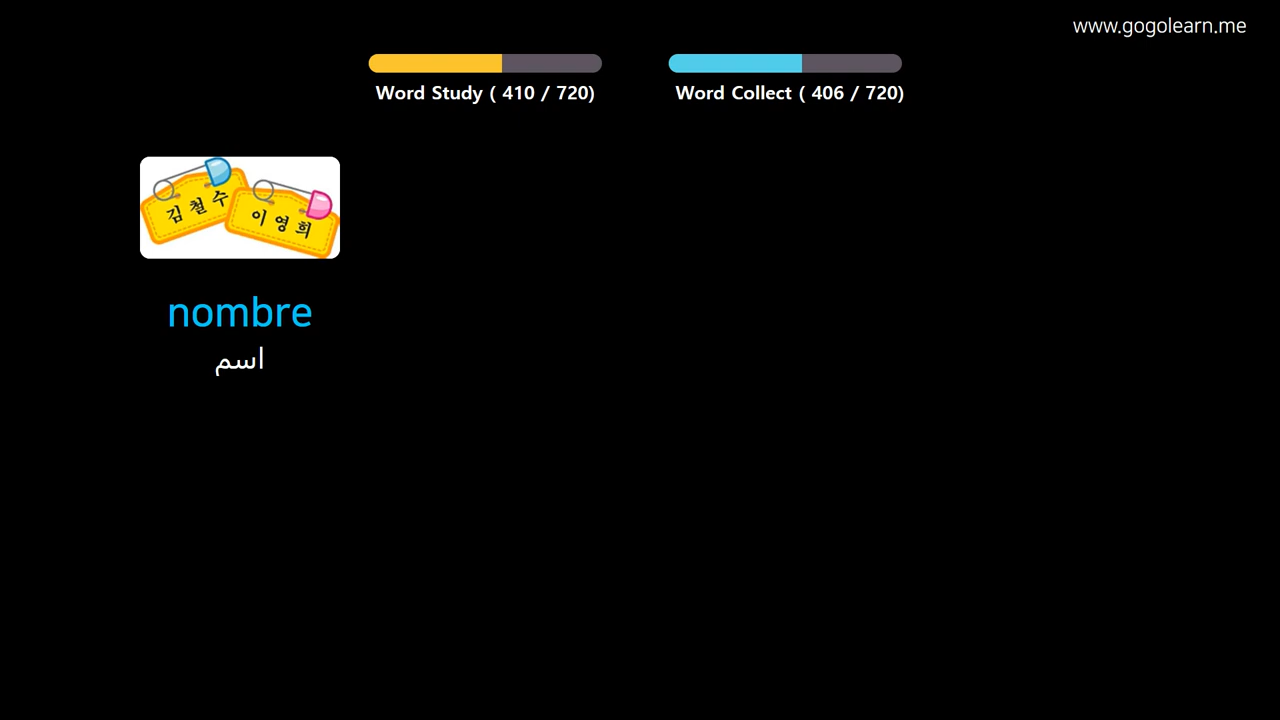 www.gogolearn.me
Word Study ( 410 / 720)
Word Collect ( 406 / 720)
김철수
이영희
nombre
اسم